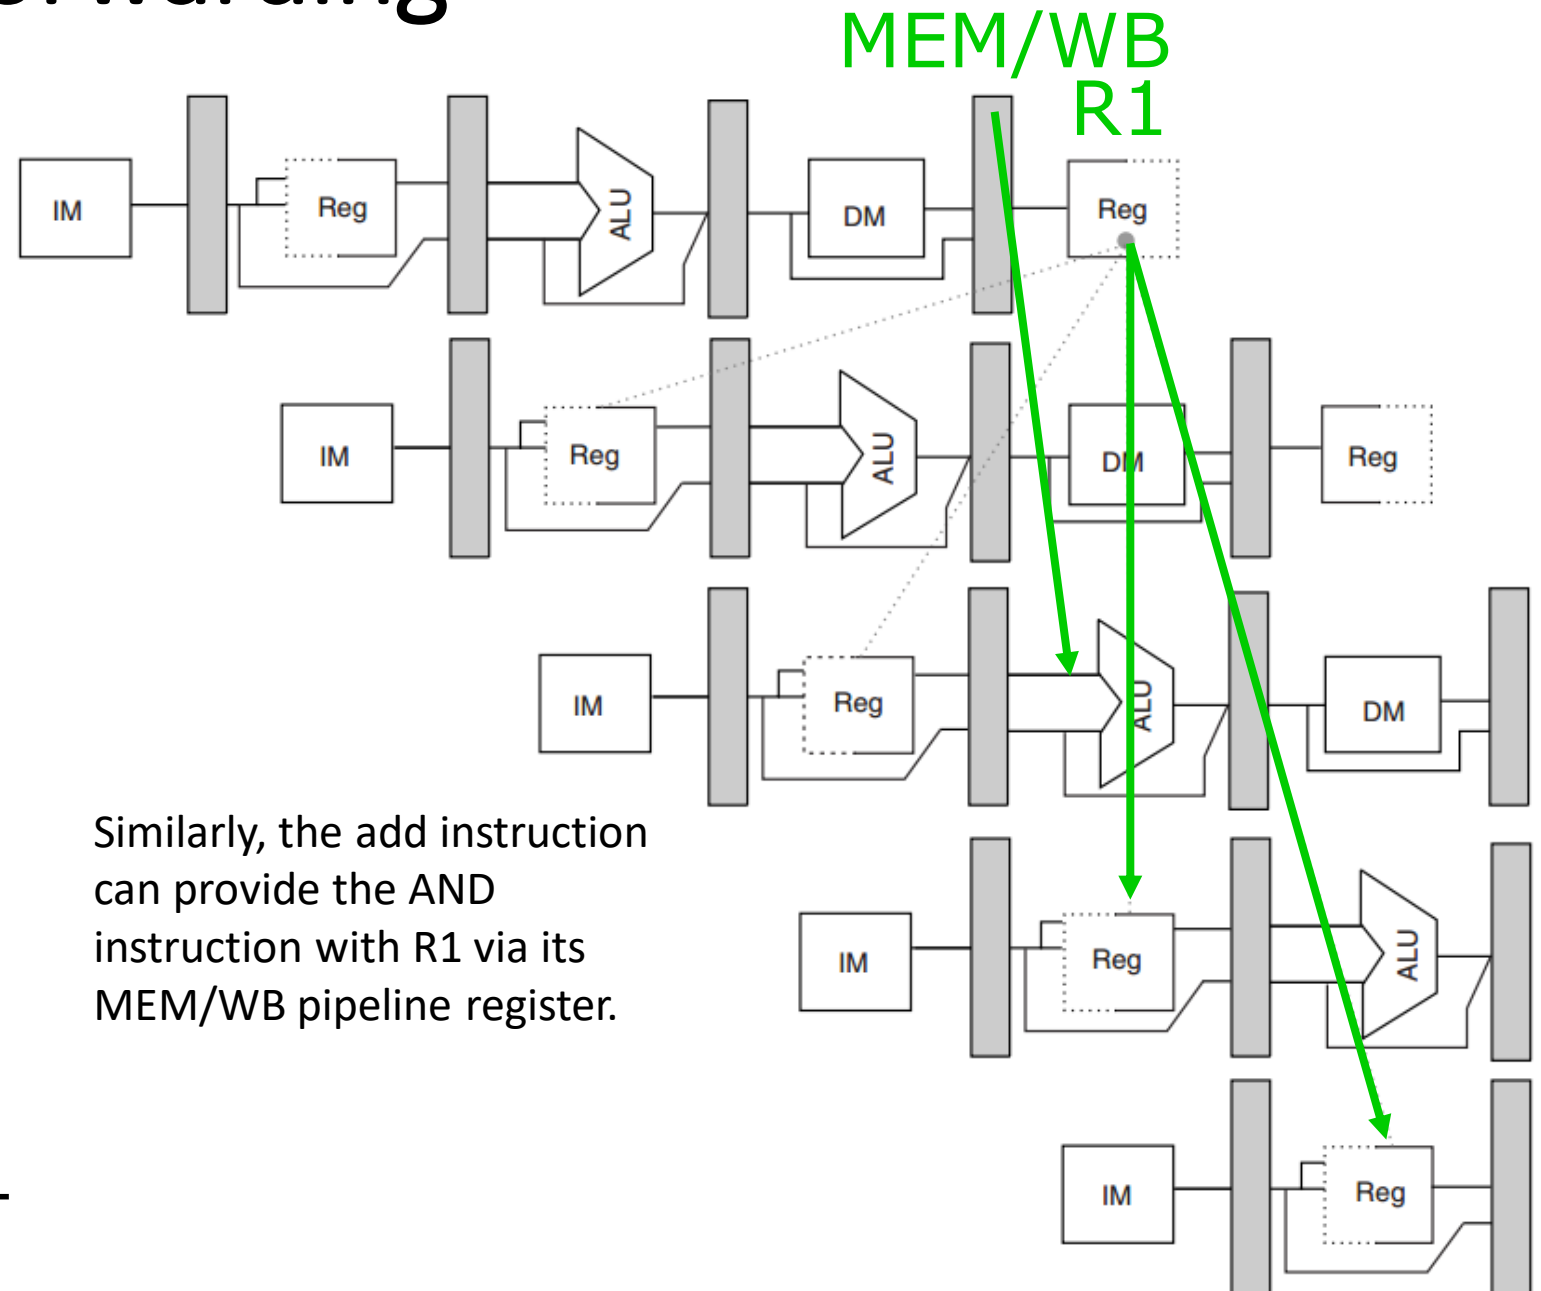 MEM/WB
R1
IM
Reg
ALU
DM
Reg
IM
Reg
ALU
DM
Reg
IM
Reg
ALU
DM
Similarly, the add instruction
can provide the AND
instruction with R1 via its
MEM/WB pipeline register.
IM
Reg
ALU
IM
Reg